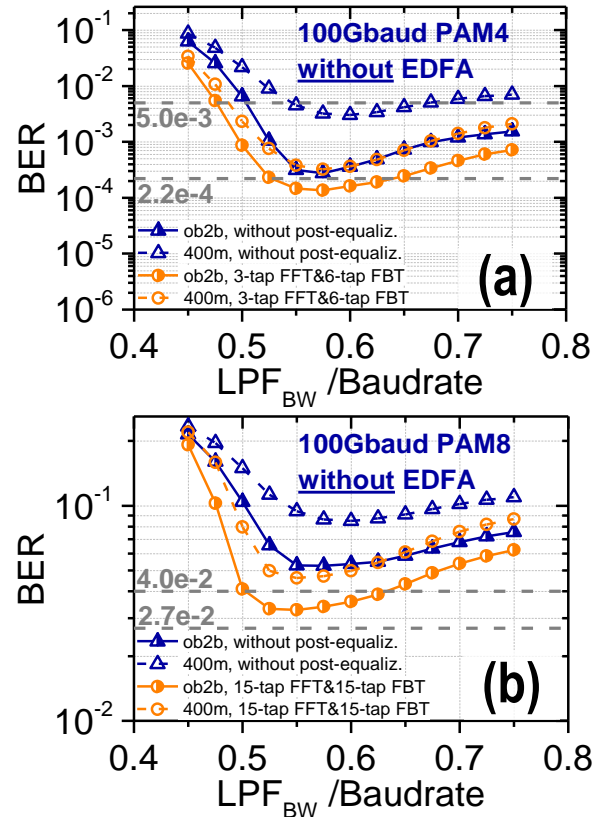 100Gbaud PAM4
without EDFA
10^-1
10^-2
10^-3
10^-4
10^-5
10^-6
BER
5.0e-3
2.2e-4
ob2b, without post-equaliz.
400m, without post-equaliz.
ob2b, 3-tap FFT&6-tap FBT
400m, 3-tap FFT&6-tap FBT
(a)
0.4 0.5 0.6 0.7 0.8
LPF_BW /Baudrate
100Gbaud PAM8
without EDFA
10^-1
10^-2
BER
4.0e-2
2.7e-2
ob2b, without post-equaliz.
400m, without post-equaliz.
ob2b, 15-tap FFT&15-tap FBT
400m, 15-tap FFT&15-tap FBT
(b)
0.4 0.5 0.6 0.7 0.8
LPF_BW /Baudrate